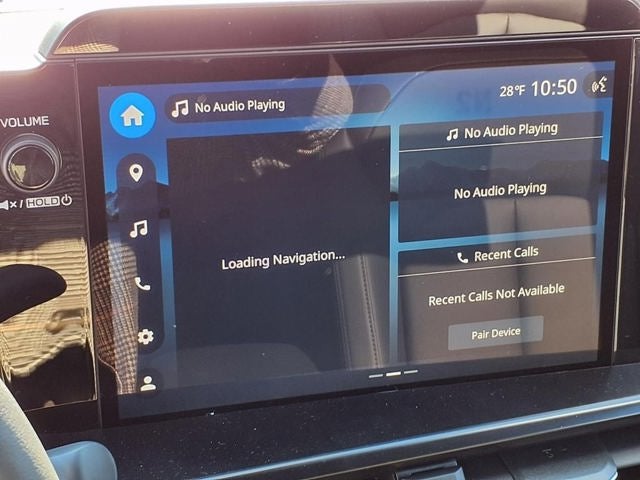 VOLUME
/ HOLD
No Audio Playing
28°F 10:50
No Audio Playing
No Audio Playing
Loading Navigation...
Recent Calls
Recent Calls Not Available
Pair Device